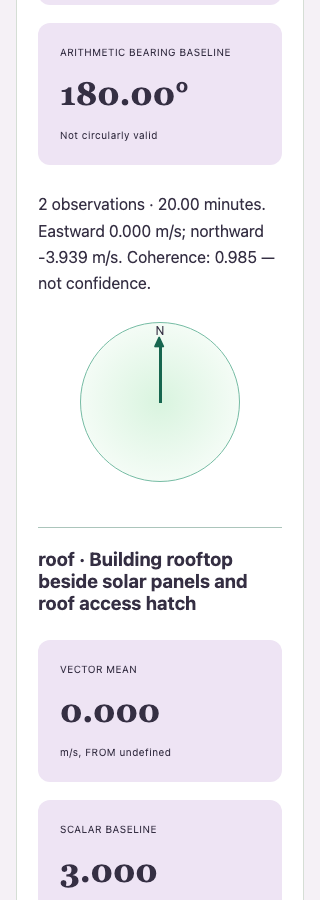 ARITHMETIC BEARING BASELINE
180.00°
Not circularly valid
2 observations · 20.00 minutes.
Eastward 0.000 m/s; northward
-3.939 m/s. Coherence: 0.985 —
not confidence.
N
roof · Building rooftop
beside solar panels and
roof access hatch
VECTOR MEAN
0.000
m/s, FROM undefined
SCALAR BASELINE
3.000